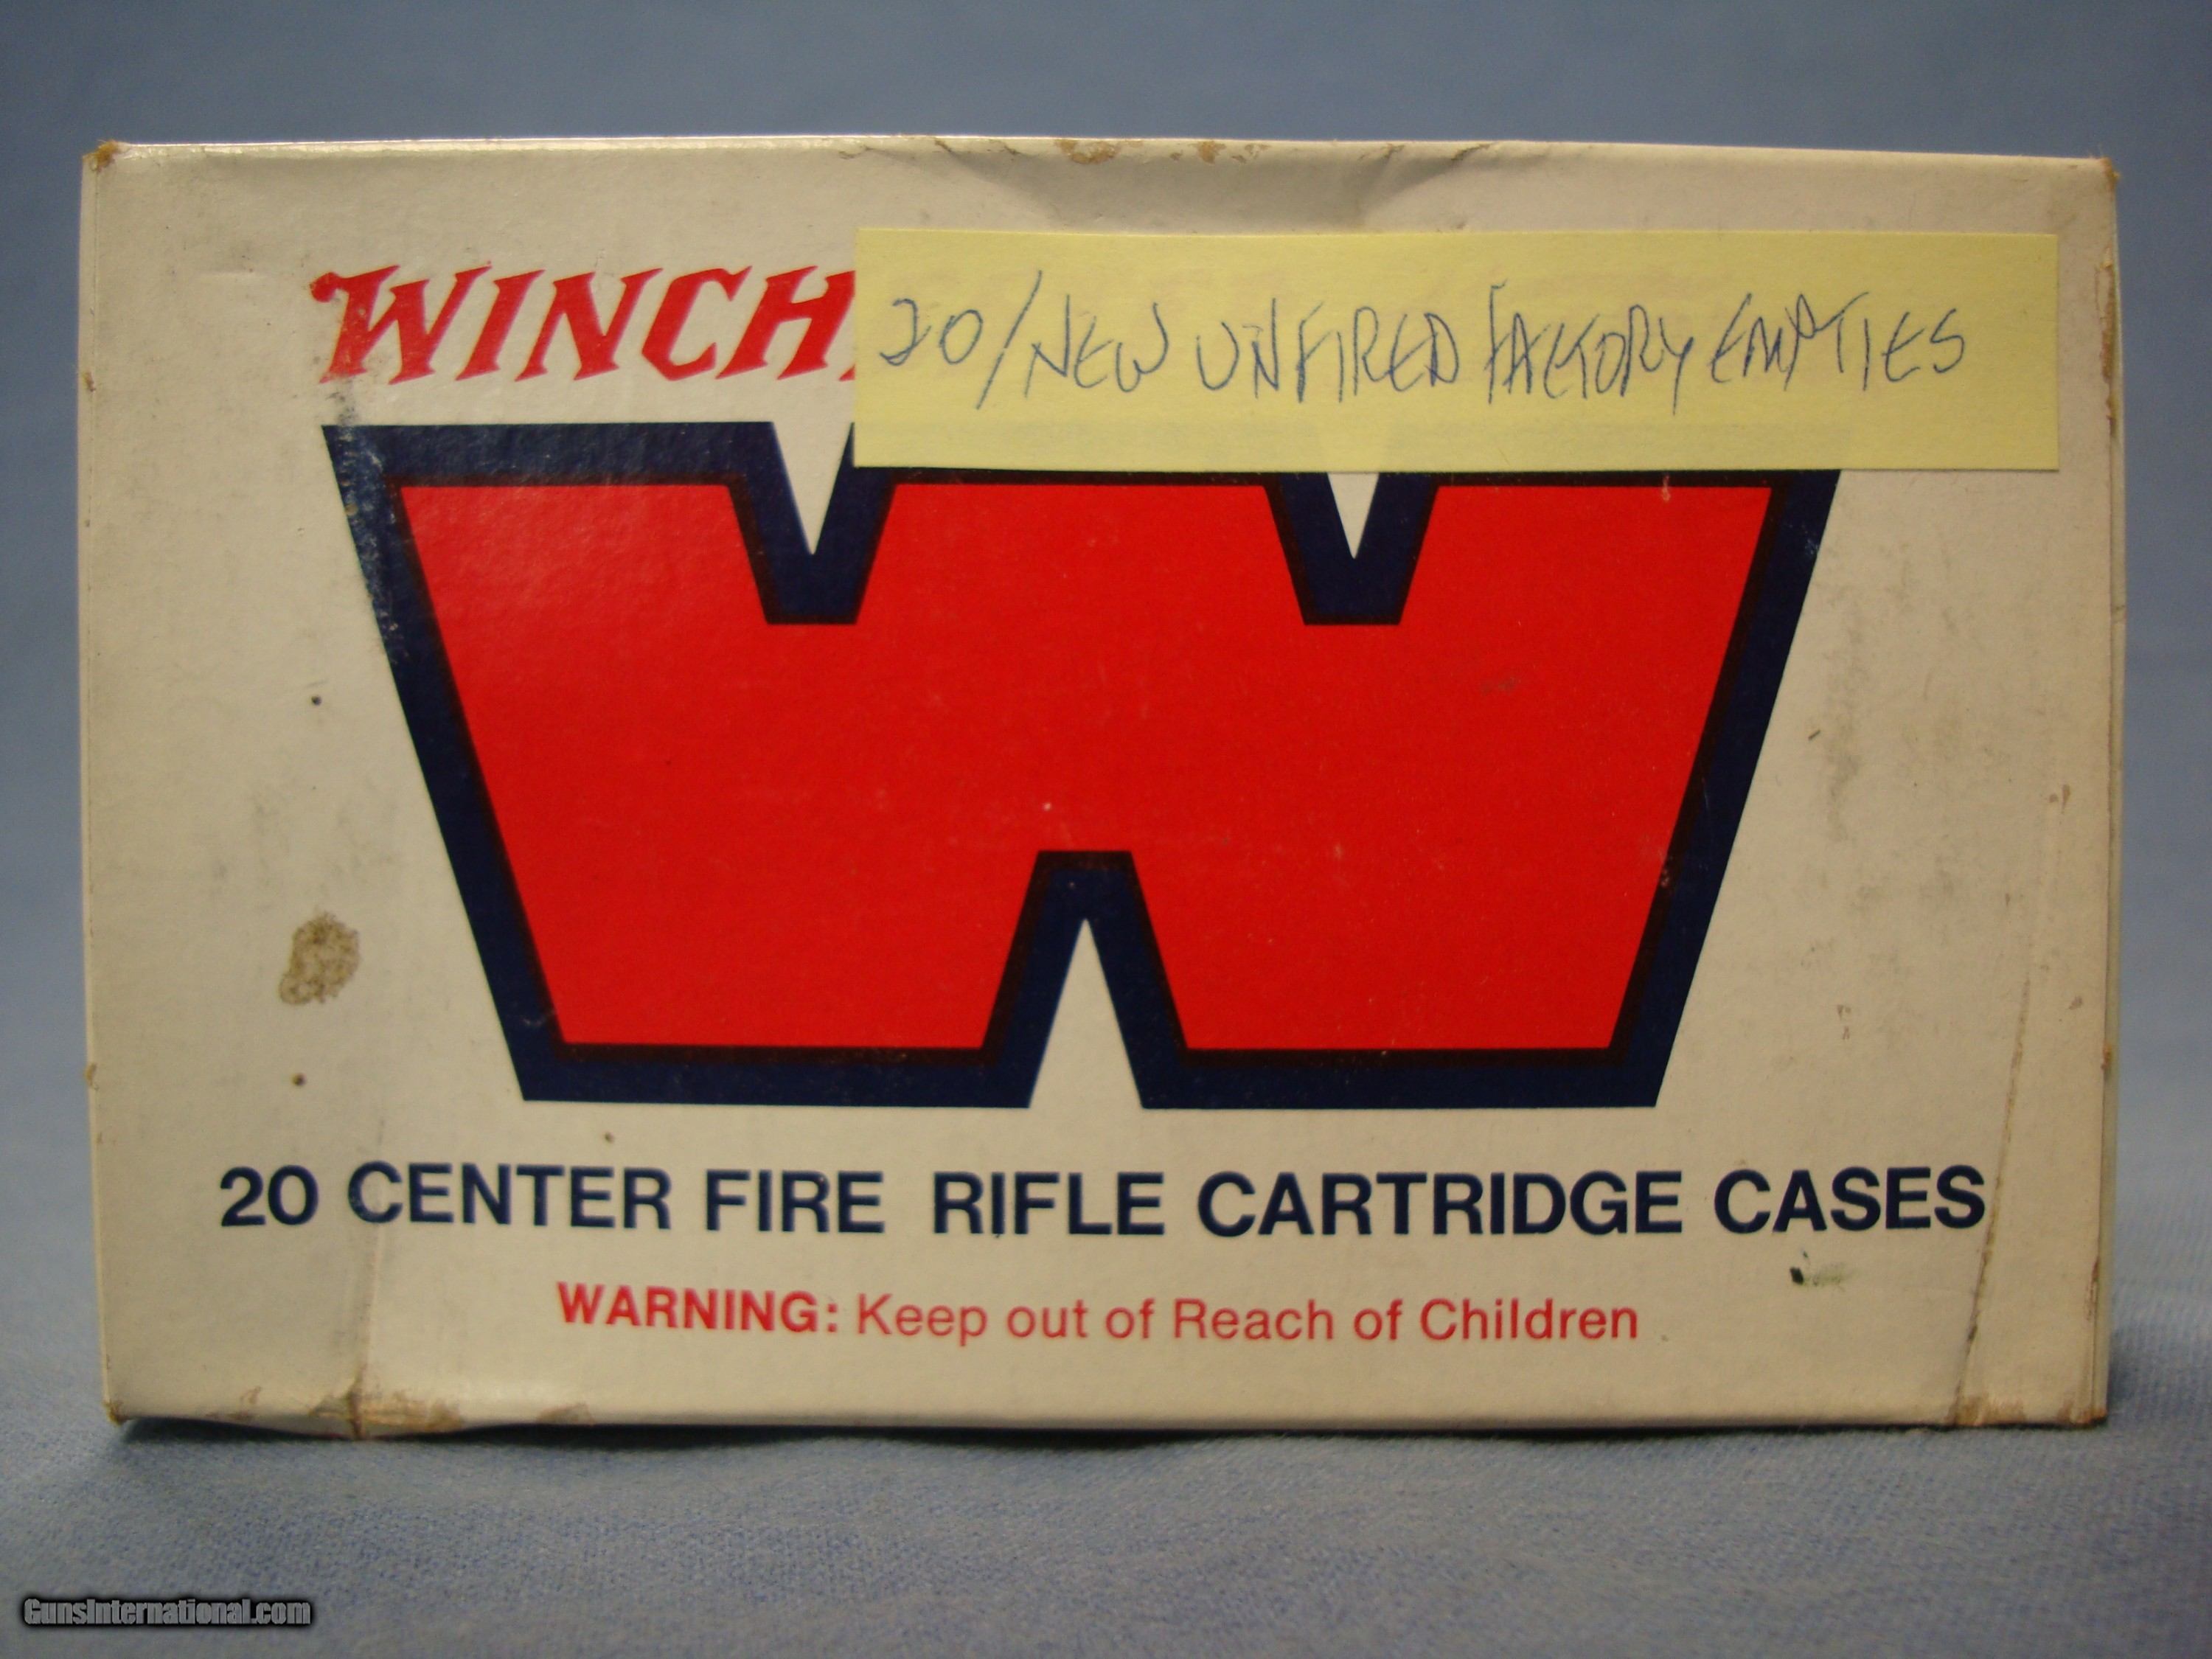 WINCH
20/NEW UNFIRED FACTORY EMPTIES
W
20 CENTER FIRE RIFLE CARTRIDGE CASES
WARNING: Keep out of Reach of Children
GunsInternational.com